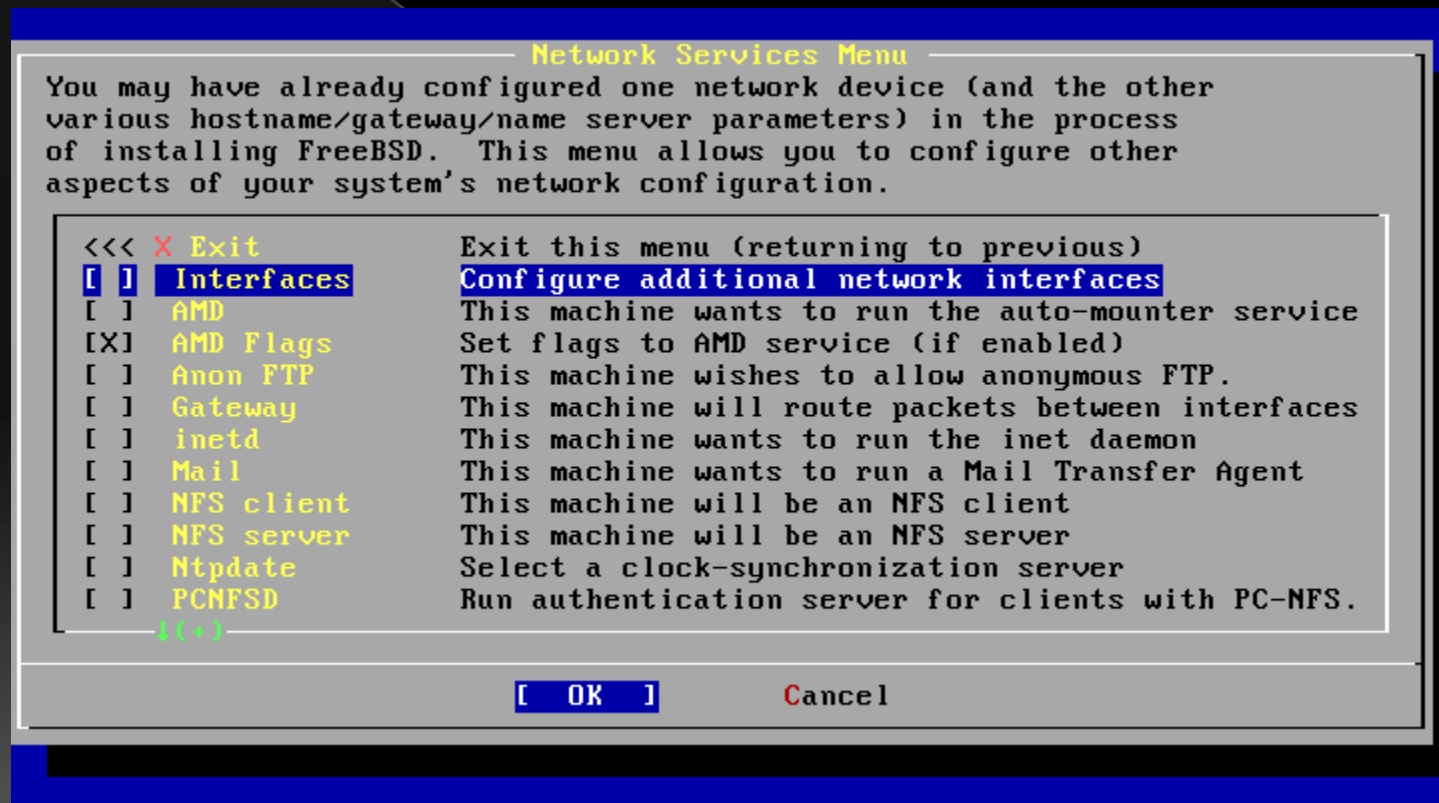 Network Services Menu
You may have already configured one network device (and the other
various hostname/gateway/name server parameters) in the process
of installing FreeBSD.  This menu allows you to configure other
aspects of your system's network configuration.
<<< X Exit Exit this menu (returning to previous)
[ ] Interfaces Configure additional network interfaces
[ ] AMD This machine wants to run the auto-mounter service
[X] AMD Flags Set flags to AMD service (if enabled)
[ ] Anon FTP This machine wishes to allow anonymous FTP.
[ ] Gateway This machine will route packets between interfaces
[ ] inetd This machine wants to run the inet daemon
[ ] Mail This machine wants to run a Mail Transfer Agent
[ ] NFS client This machine will be an NFS client
[ ] NFS server This machine will be an NFS server
[ ] Ntpdate Select a clock-synchronization server
[ ] PCNFSD Run authentication server for clients with PC-NFS.
↓(+)
[ OK ] Cancel